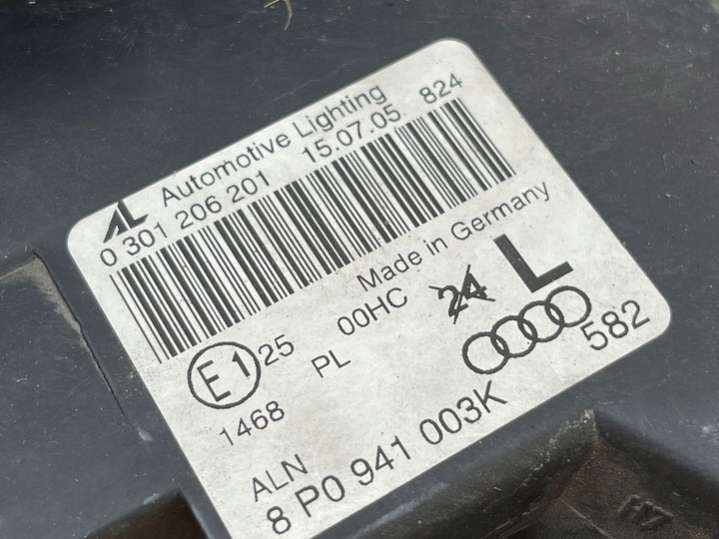 AL Automotive Lighting
0 301 206 201 15.07.05 824
Made in Germany
E1 25 00HC 24 L
1468 PL
582
ALN
8P0 941 003K